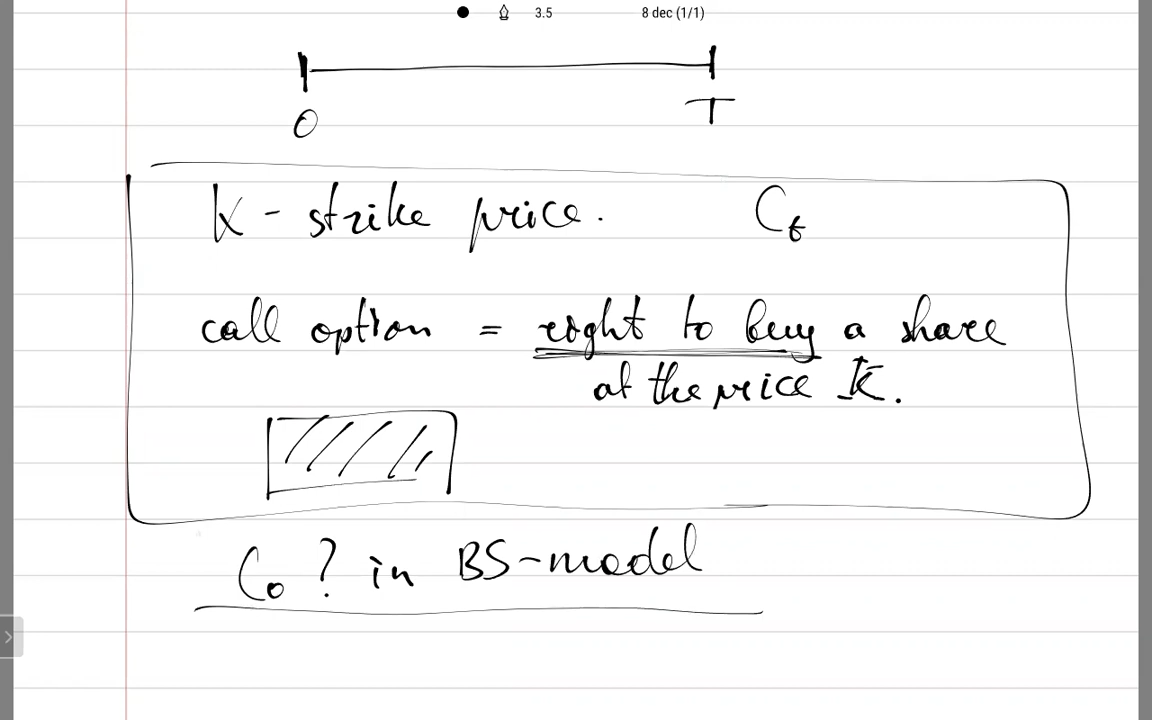 3.5 8 dec (1/1)
0 T
K - strike price. C_t
call option = right to buy a share
at the price K.
C_0 ? in BS-model